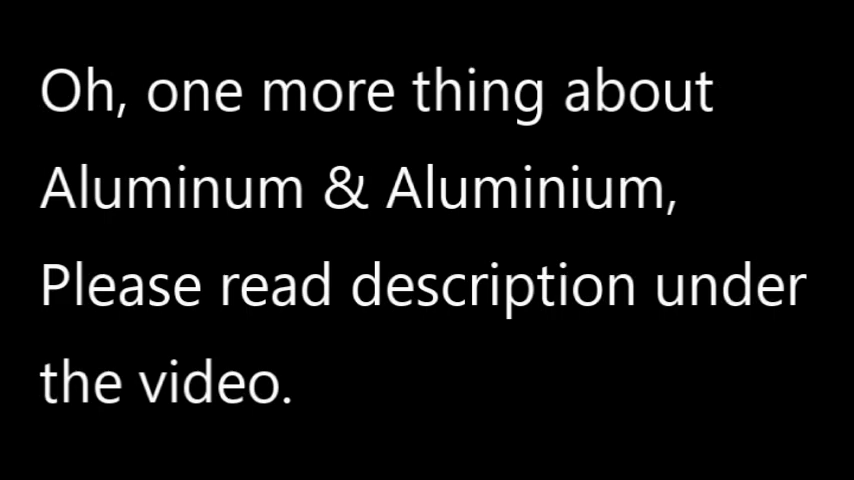 Oh, one more thing about
Aluminum & Aluminium,
Please read description under
the video.